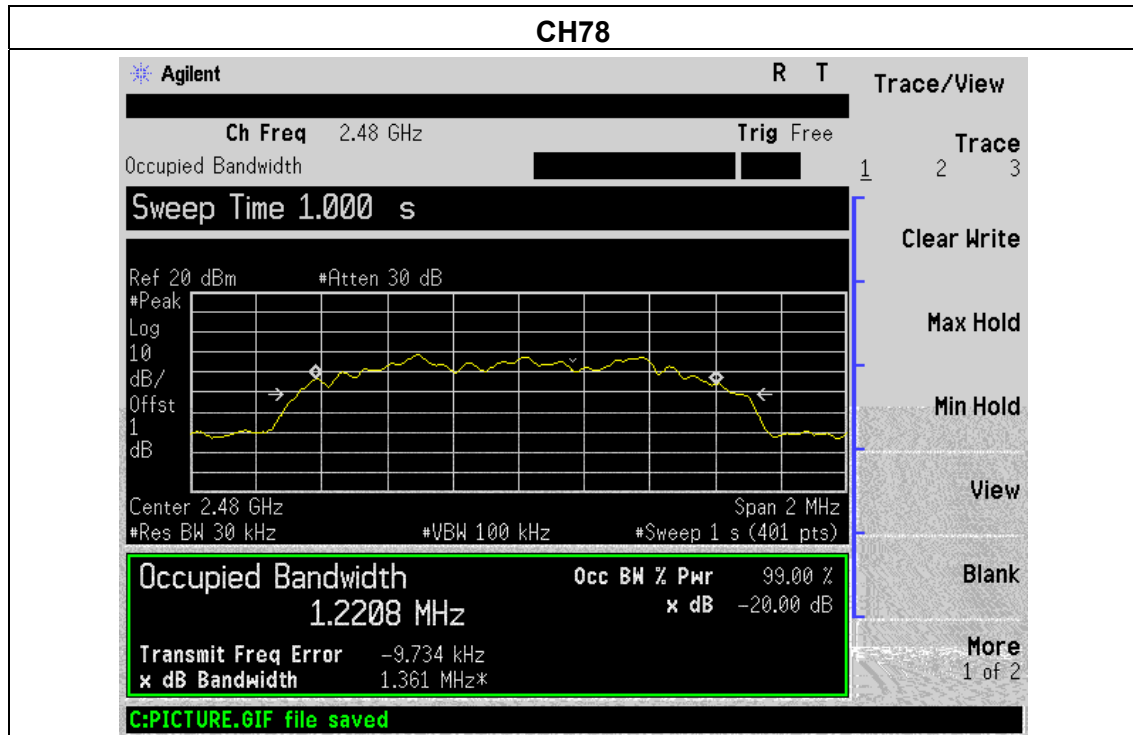 CH78
Agilent R T Trace/View
Ch Freq 2.48 GHz Trig Free
Occupied Bandwidth
Trace
1 2 3
Sweep Time 1.000 s
Clear Write
Ref 20 dBm #Atten 30 dB
#Peak
Log
10
dB/
Offst
1
dB
Max Hold
Min Hold
Center 2.48 GHz Span 2 MHz
#Res BW 30 kHz #VBW 100 kHz #Sweep 1 s (401 pts)
View
Occupied Bandwidth Occ BW % Pwr 99.00 %
1.2208 MHz x dB -20.00 dB
Blank
Transmit Freq Error -9.734 kHz
x dB Bandwidth 1.361 MHz*
More
1 of 2
C:PICTURE.GIF file saved